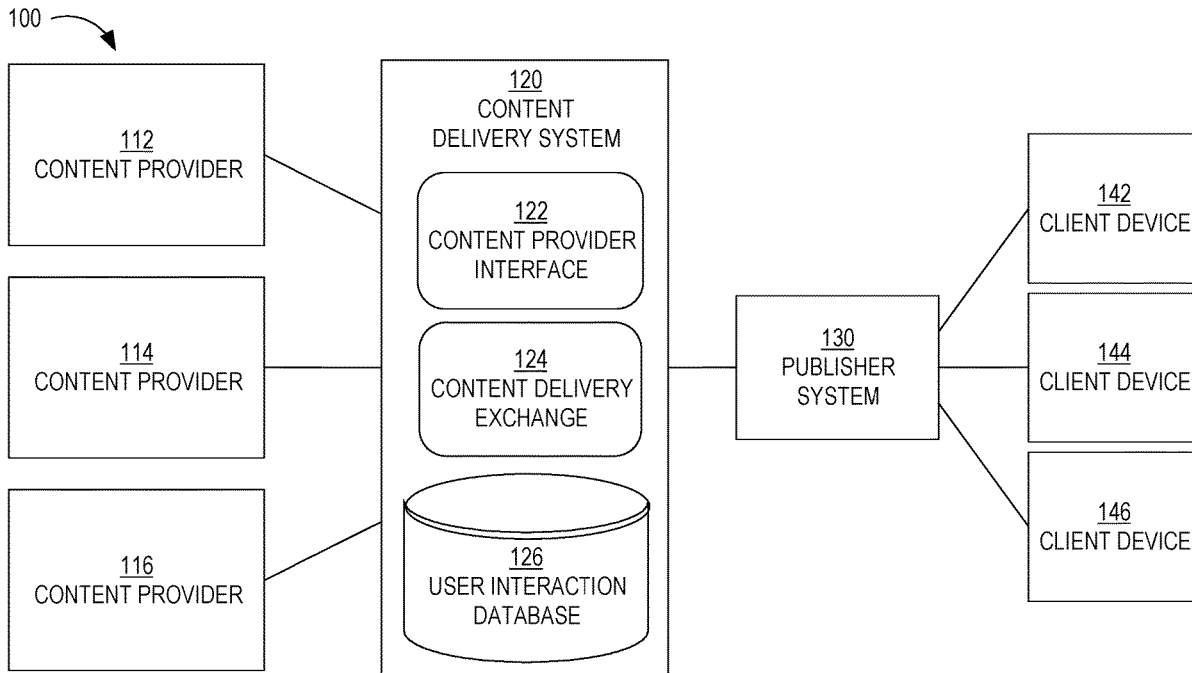 100
112
CONTENT PROVIDER
114
CONTENT PROVIDER
116
CONTENT PROVIDER
120
CONTENT
DELIVERY SYSTEM
122
CONTENT PROVIDER
INTERFACE
124
CONTENT DELIVERY
EXCHANGE
126
USER INTERACTION
DATABASE
130
PUBLISHER
SYSTEM
142
CLIENT DEVICE
144
CLIENT DEVICE
146
CLIENT DEVICE